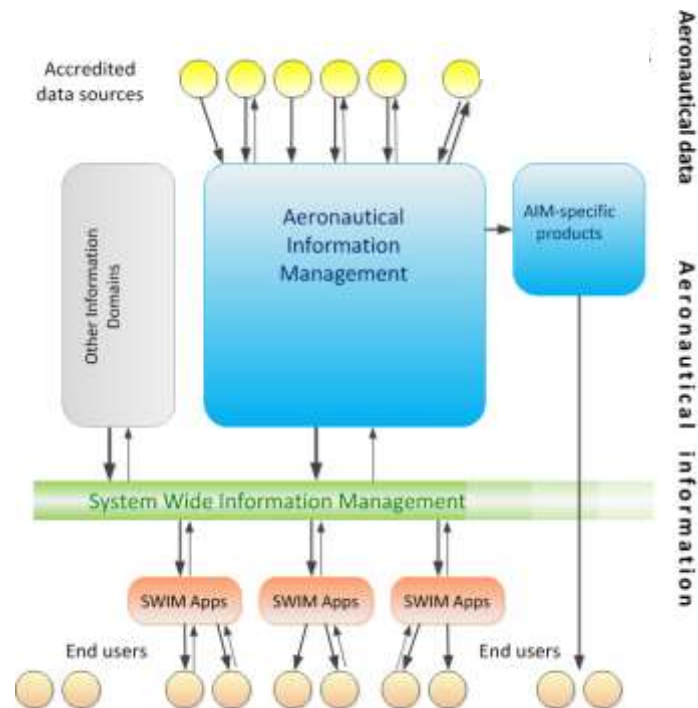 Accredited
data sources
Aeronautical data
Other Information
Domains
Aeronautical
Information
Management
AIM-specific
products
Aeronautical information
System Wide Information Management
SWIM Apps
SWIM Apps
SWIM Apps
End users
End users